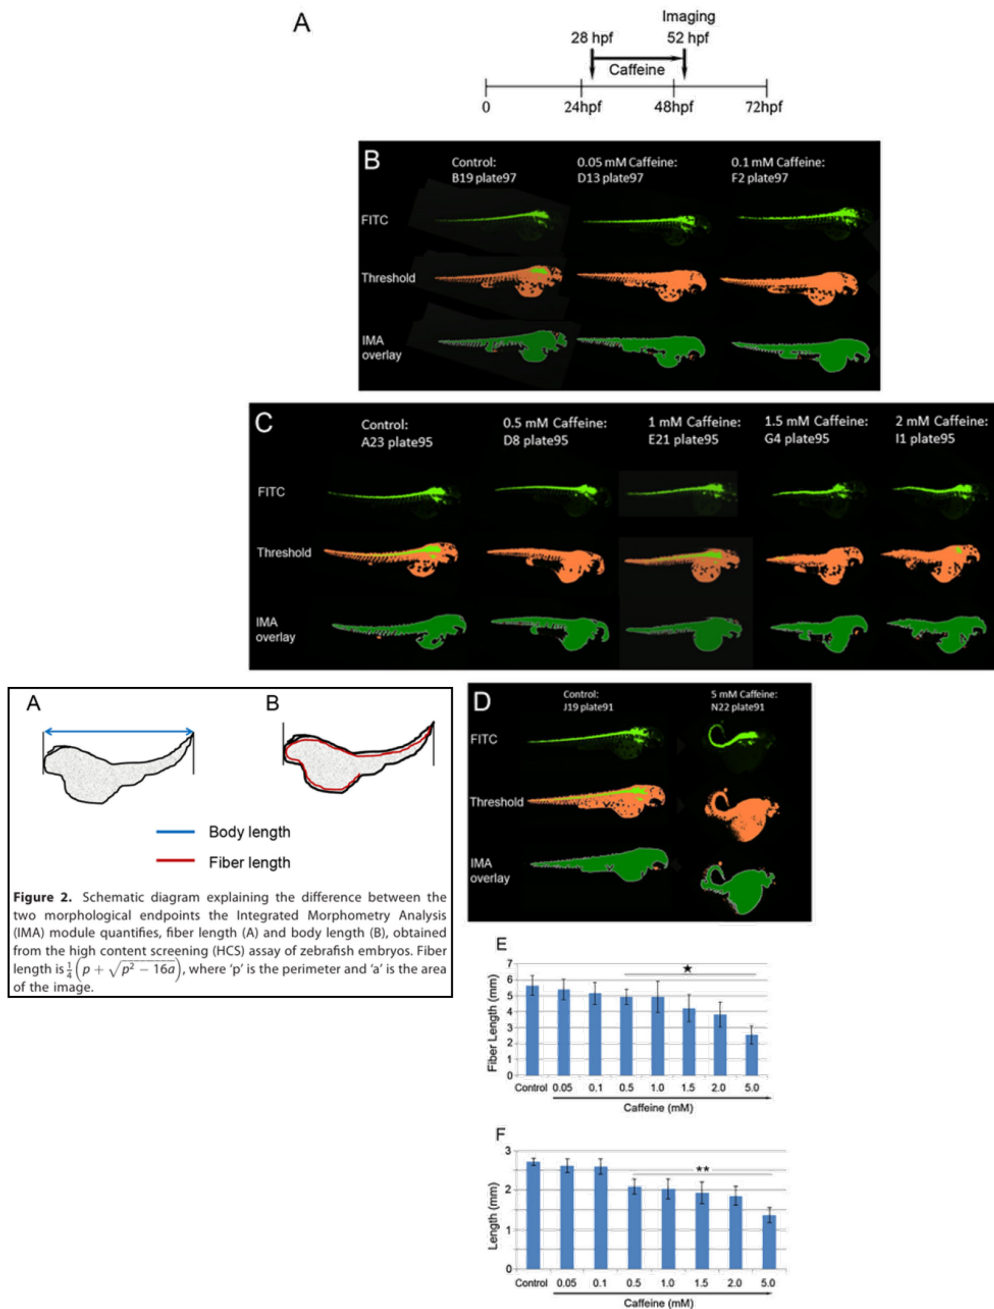 A
Imaging
28 hpf 52 hpf
Caffeine
0 24hpf 48hpf 72hpf
B
Control: 0.05 mM Caffeine: 0.1 mM Caffeine:
B19 plate97 D13 plate97 F2 plate97
FITC
Threshold
IMA
overlay
C
Control: 0.5 mM Caffeine: 1 mM Caffeine: 1.5 mM Caffeine: 2 mM Caffeine:
A23 plate95 D8 plate95 E21 plate95 G4 plate95 I1 plate95
FITC
Threshold
IMA
overlay
A B
Body length
Fiber length
Figure 2. Schematic diagram explaining the difference between the
two morphological endpoints the Integrated Morphometry Analysis
(IMA) module quantifies, fiber length (A) and body length (B), obtained
from the high content screening (HCS) assay of zebrafish embryos. Fiber
length is ¼(p + √(p² − 16a)), where 'p' is the perimeter and 'a' is the area
of the image.
D
Control: 5 mM Caffeine:
J19 plate91 N22 plate91
FITC
Threshold
IMA
overlay
E
Fiber Length (mm)
7
6
5
4
3
2
1
0
★
Control 0.05 0.1 0.5 1.0 1.5 2.0 5.0
Caffeine (mM)
F
Length (mm)
3
2
1
0
**
Control 0.05 0.1 0.5 1.0 1.5 2.0 5.0
Caffeine (mM)